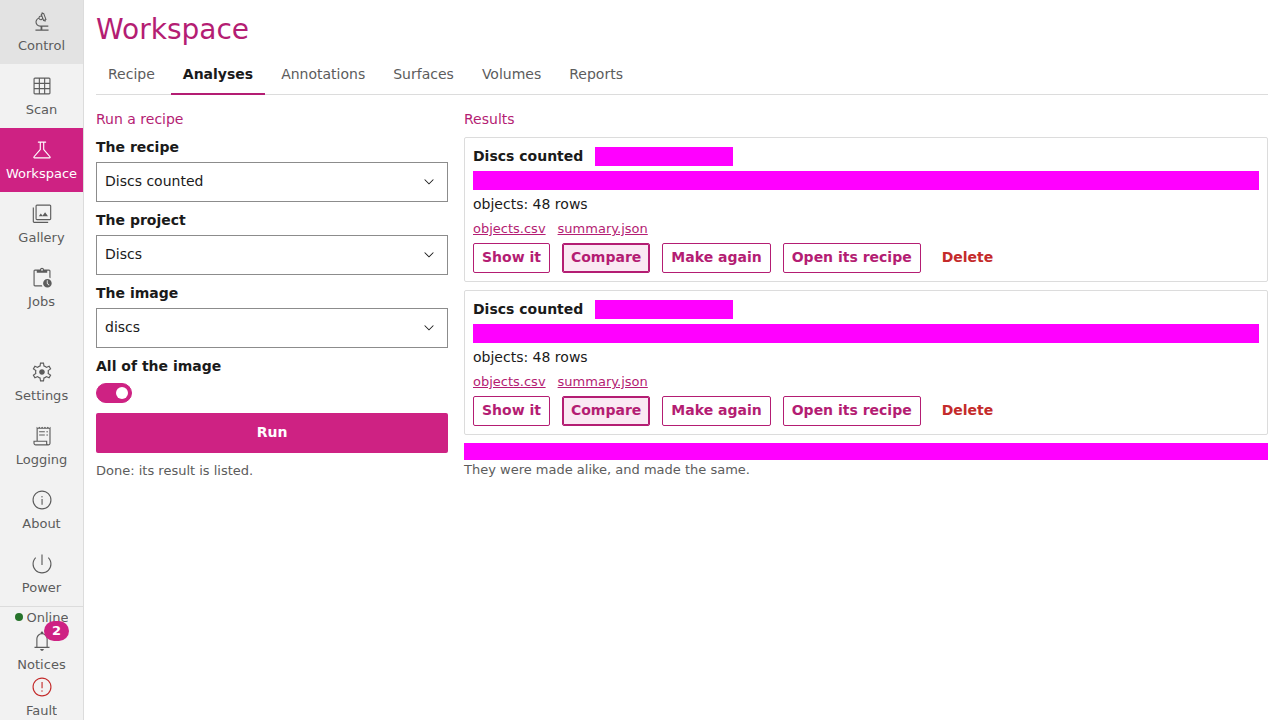 Control
Scan
Workspace
Gallery
Jobs
Settings
Logging
About
Power
Online
2
Notices
Fault
Workspace
Recipe Analyses Annotations Surfaces Volumes Reports
Run a recipe
The recipe
Discs counted
The project
Discs
The image
discs
All of the image
Run
Done: its result is listed.
Results
Discs counted
objects: 48 rows
objects.csv summary.json
Show it Compare Make again Open its recipe Delete
Discs counted
objects: 48 rows
objects.csv summary.json
Show it Compare Make again Open its recipe Delete
They were made alike, and made the same.